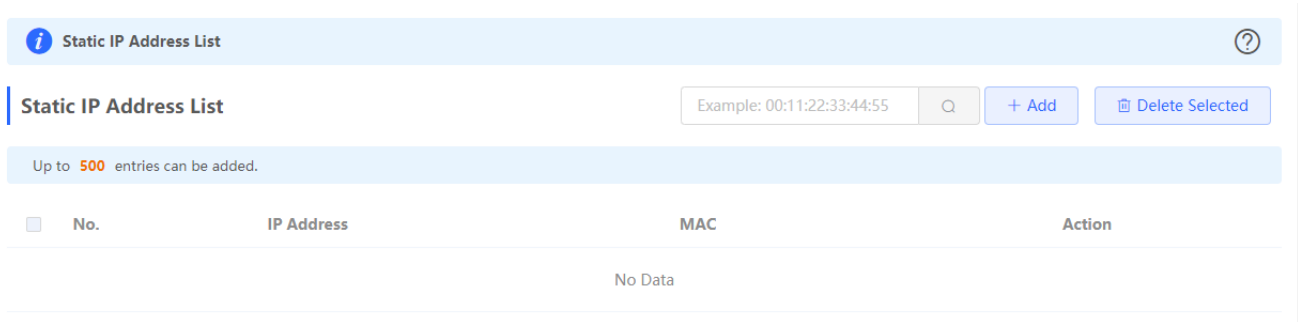 Static IP Address List
Static IP Address List
Example: 00:11:22:33:44:55
+ Add
Delete Selected
Up to 500 entries can be added.
No. IP Address MAC Action
No Data